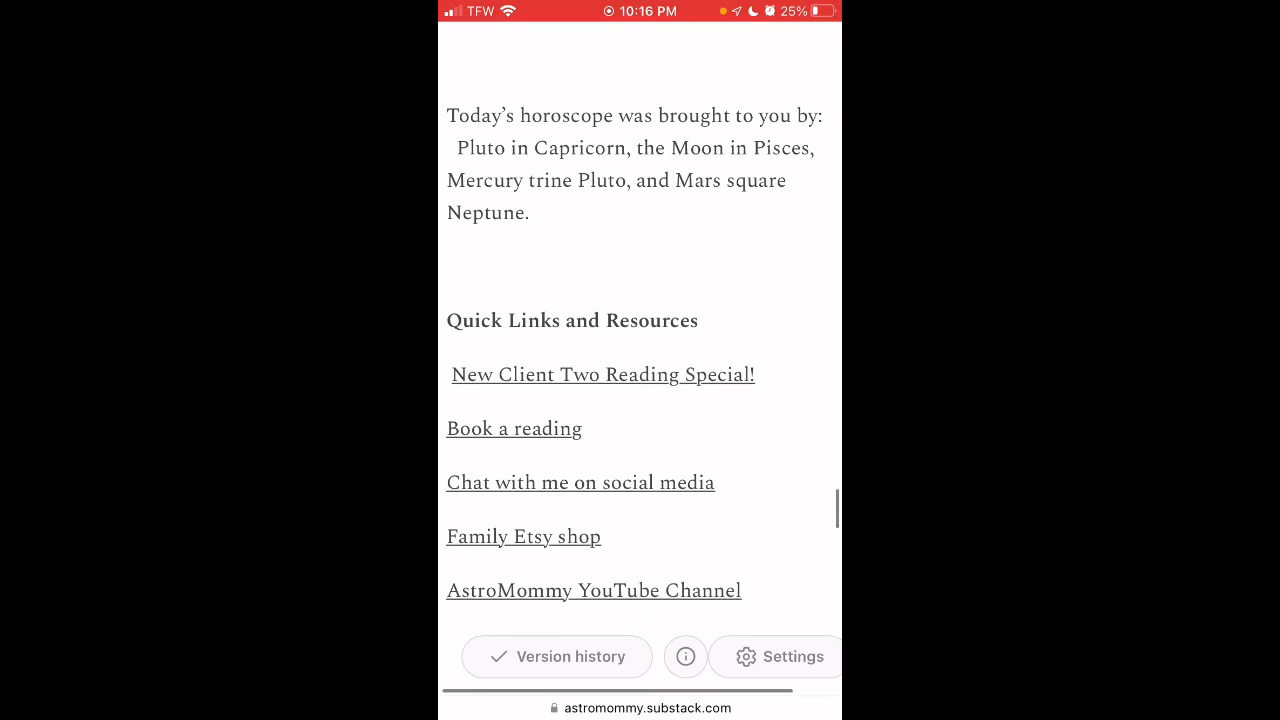 TFW 10:16 PM 25%
Today’s horoscope was brought to you by:
Pluto in Capricorn, the Moon in Pisces,
Mercury trine Pluto, and Mars square
Neptune.
Quick Links and Resources
New Client Two Reading Special!
Book a reading
Chat with me on social media
Family Etsy shop
AstroMommy YouTube Channel
Version history Settings
astromommy.substack.com